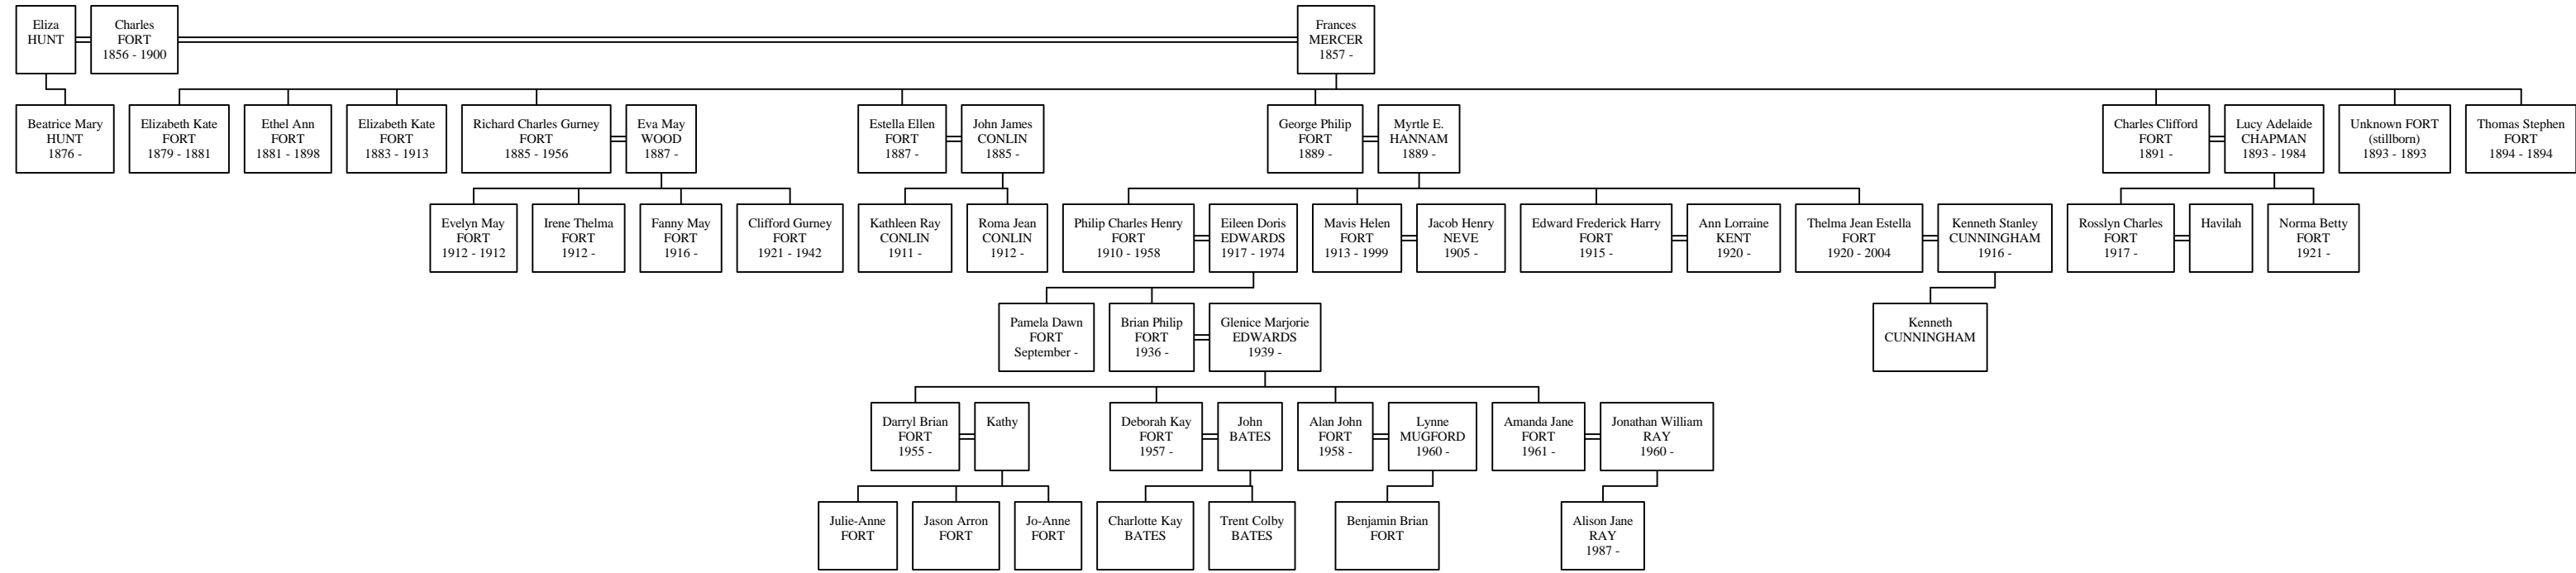 Eliza
HUNT
Charles
FORT
1856 - 1900
Frances
MERCER
1857 -
Beatrice Mary
HUNT
1876 -
Elizabeth Kate
FORT
1879 - 1881
Ethel Ann
FORT
1881 - 1898
Elizabeth Kate
FORT
1883 - 1913
Richard Charles Gurney
FORT
1885 - 1956
Eva May
WOOD
1887 -
Estella Ellen
FORT
1887 -
John James
CONLIN
1885 -
George Philip
FORT
1889 -
Myrtle E.
HANNAM
1889 -
Charles Clifford
FORT
1891 -
Lucy Adelaide
CHAPMAN
1893 - 1984
Unknown FORT
(stillborn)
1893 - 1893
Thomas Stephen
FORT
1894 - 1894
Evelyn May
FORT
1912 - 1912
Irene Thelma
FORT
1912 -
Fanny May
FORT
1916 -
Clifford Gurney
FORT
1921 - 1942
Kathleen Ray
CONLIN
1911 -
Roma Jean
CONLIN
1912 -
Philip Charles Henry
FORT
1910 - 1958
Eileen Doris
EDWARDS
1917 - 1974
Mavis Helen
FORT
1913 - 1999
Jacob Henry
NEVE
1905 -
Edward Frederick Harry
FORT
1915 -
Ann Lorraine
KENT
1920 -
Thelma Jean Estella
FORT
1920 - 2004
Kenneth Stanley
CUNNINGHAM
1916 -
Rosslyn Charles
FORT
1917 -
Havilah
Norma Betty
FORT
1921 -
Pamela Dawn
FORT
September -
Brian Philip
FORT
1936 -
Glenice Marjorie
EDWARDS
1939 -
Kenneth
CUNNINGHAM
Darryl Brian
FORT
1955 -
Kathy
Deborah Kay
FORT
1957 -
John
BATES
Alan John
FORT
1958 -
Lynne
MUGFORD
1960 -
Amanda Jane
FORT
1961 -
Jonathan William
RAY
1960 -
Julie-Anne
FORT
Jason Arron
FORT
Jo-Anne
FORT
Charlotte Kay
BATES
Trent Colby
BATES
Benjamin Brian
FORT
Alison Jane
RAY
1987 -